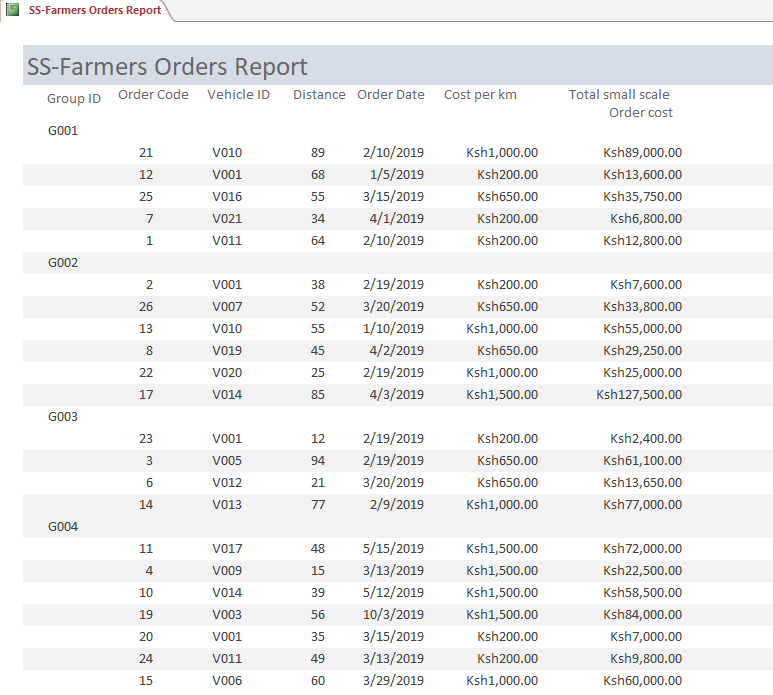 SS-Farmers Orders Report
SS-Farmers Orders Report
Group ID Order Code Vehicle ID Distance Order Date Cost per km Total small scale
Order cost
G001
21 V010 89 2/10/2019 Ksh1,000.00 Ksh89,000.00
12 V001 68 1/5/2019 Ksh200.00 Ksh13,600.00
25 V016 55 3/15/2019 Ksh650.00 Ksh35,750.00
7 V021 34 4/1/2019 Ksh200.00 Ksh6,800.00
1 V011 64 2/10/2019 Ksh200.00 Ksh12,800.00
G002
2 V001 38 2/19/2019 Ksh200.00 Ksh7,600.00
26 V007 52 3/20/2019 Ksh650.00 Ksh33,800.00
13 V010 55 1/10/2019 Ksh1,000.00 Ksh55,000.00
8 V019 45 4/2/2019 Ksh650.00 Ksh29,250.00
22 V020 25 2/19/2019 Ksh1,000.00 Ksh25,000.00
17 V014 85 4/3/2019 Ksh1,500.00 Ksh127,500.00
G003
23 V001 12 2/19/2019 Ksh200.00 Ksh2,400.00
3 V005 94 2/19/2019 Ksh650.00 Ksh61,100.00
6 V012 21 3/20/2019 Ksh650.00 Ksh13,650.00
14 V013 77 2/9/2019 Ksh1,000.00 Ksh77,000.00
G004
11 V017 48 5/15/2019 Ksh1,500.00 Ksh72,000.00
4 V009 15 3/13/2019 Ksh1,500.00 Ksh22,500.00
10 V014 39 5/12/2019 Ksh1,500.00 Ksh58,500.00
19 V003 56 10/3/2019 Ksh1,500.00 Ksh84,000.00
20 V001 35 3/15/2019 Ksh200.00 Ksh7,000.00
24 V011 49 3/13/2019 Ksh200.00 Ksh9,800.00
15 V006 60 3/29/2019 Ksh1,000.00 Ksh60,000.00